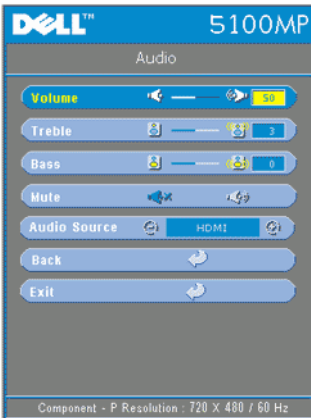 DELL™ 5100MP
Audio
Volume 50
Treble 3
Bass 0
Mute
Audio Source HDMI
Back
Exit
Component - P Resolution : 720 X 480 / 60 Hz